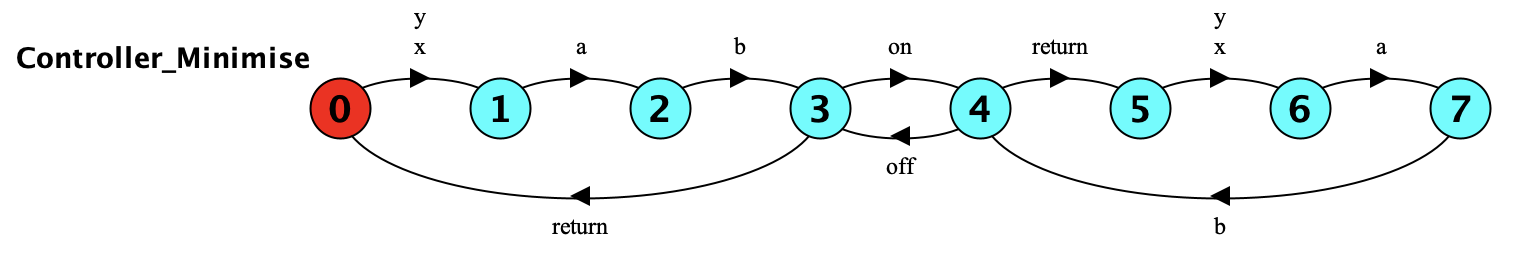 y y
x a b on return x a
Controller_Minimise
0 1 2 3 4 5 6 7
off
return b